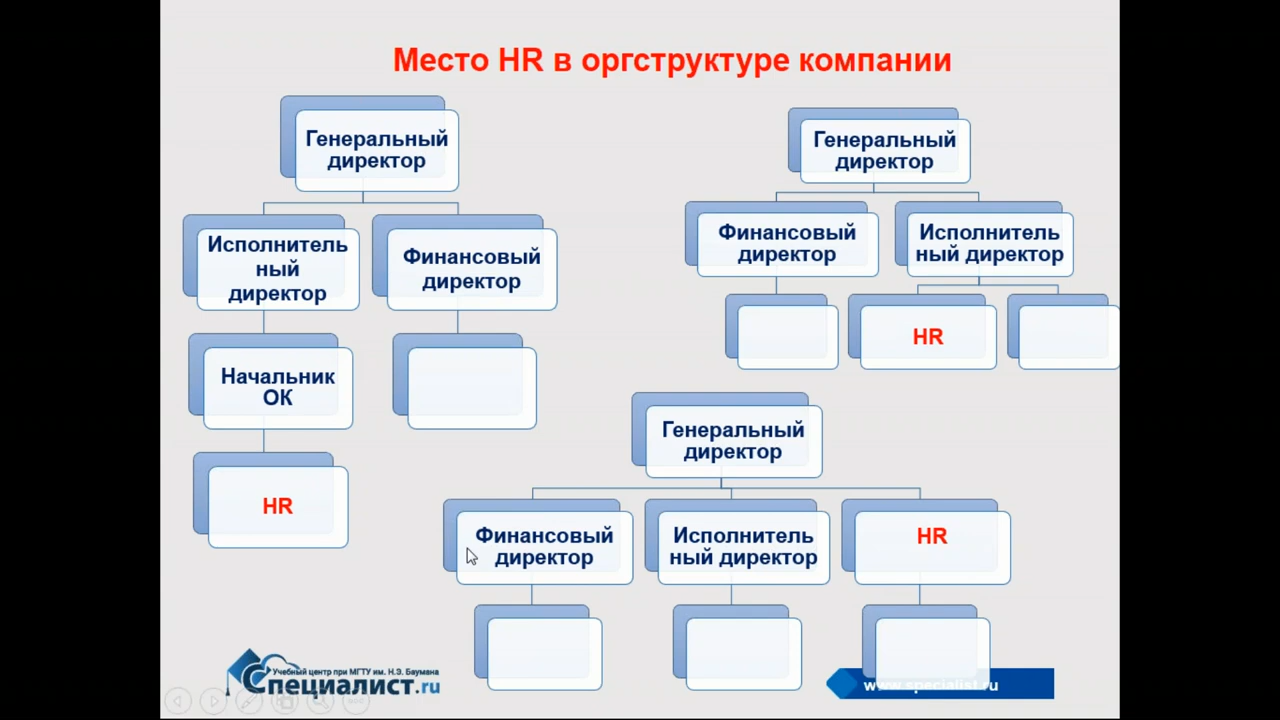 Место HR в оргструктуре компании
Генеральный
директор
Исполнитель
ный
директор
Финансовый
директор
Начальник
ОК
HR
Генеральный
директор
Финансовый
директор
Исполнитель
ный директор
HR
Генеральный
директор
Финансовый
директор
Исполнитель
ный директор
HR
Учебный центр при МГТУ им. Н.Э. Баумана
Специалист.ru
www.specialist.ru